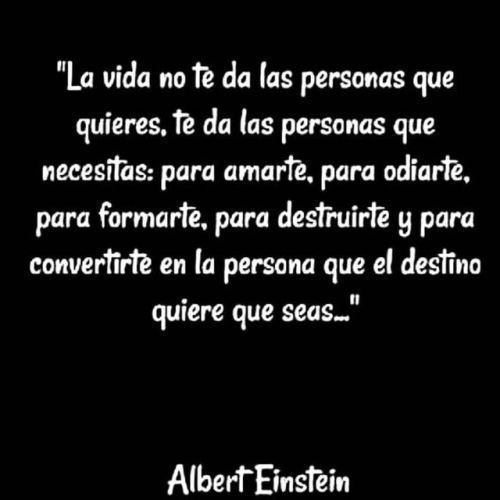 "La vida no te da las personas que
quieres, te da las personas que
necesitas: para amarte, para odiarte,
para formarte, para destruirte y para
convertirte en la persona que el destino
quiere que seas..."
Albert Einstein